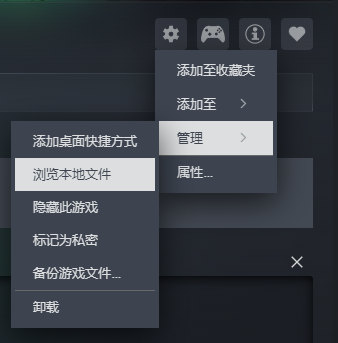 添加至收藏夹
添加至
管理
属性...
添加桌面快捷方式
浏览本地文件
隐藏此游戏
标记为私密
备份游戏文件...
卸载